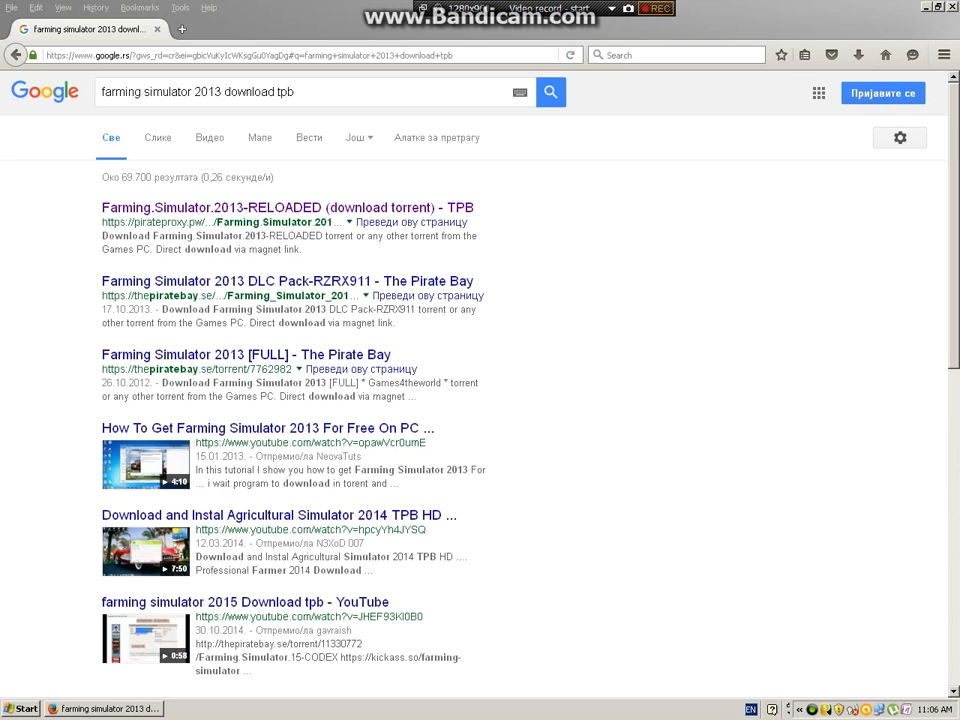 File Edit View History Bookmarks Tools Help
www.Bandicam.com
Video record - start
REC
farming simulator 2013 downl...
https://www.google.rs/?gws_rd=cr&ei=gbicVuKyIcWKsgGu0YagDg#q=farming+simulator+2013+download+tpb
Search
Google
farming simulator 2013 download tpb
Пријавите се
Све Слике Видео Мапе Вести Још Алатке за претрагу
Око 69.700 резултата (0,26 секунде/и)
Farming.Simulator.2013-RELOADED (download torrent) - TPB
https://pirateproxy.pw/.../Farming.Simulator.201... Преведи ову страницу
Download Farming.Simulator.2013-RELOADED torrent or any other torrent from the
Games PC. Direct download via magnet link.
Farming Simulator 2013 DLC Pack-RZRX911 - The Pirate Bay
https://thepiratebay.se/.../Farming_Simulator_201... Преведи ову страницу
17.10.2013. - Download Farming Simulator 2013 DLC Pack-RZRX911 torrent or any
other torrent from the Games PC. Direct download via magnet link.
Farming Simulator 2013 [FULL] - The Pirate Bay
https://thepiratebay.se/torrent/7762982 Преведи ову страницу
26.10.2012. - Download Farming Simulator 2013 [FULL] * Games4theworld * torrent
or any other torrent from the Games PC. Direct download via magnet ...
How To Get Farming Simulator 2013 For Free On PC ...
https://www.youtube.com/watch?v=opawVcr0umE
15.01.2013. - Отпремио/ла NeovaTuts
In this tutorial I show you how to get Farming Simulator 2013 For
... i wait program to download in torent and ...
4:10
Download and Instal Agricultural Simulator 2014 TPB HD ...
https://www.youtube.com/watch?v=hpcyYh4JYSQ
12.03.2014. - Отпремио/ла N3XoD 007
Download and Instal Agricultural Simulator 2014 TPB HD ....
Professional Farmer 2014 Download ...
7:50
farming simulator 2015 Download tpb - YouTube
https://www.youtube.com/watch?v=JHEF93Kl0B0
30.10.2014. - Отпремио/ла gavraish
http://thepiratebay.se/torrent/11330772
/Farming.Simulator.15-CODEX https://kickass.so/farming-
simulator ...
0:58
Start
farming simulator 2013 d...
EN
11:06 AM